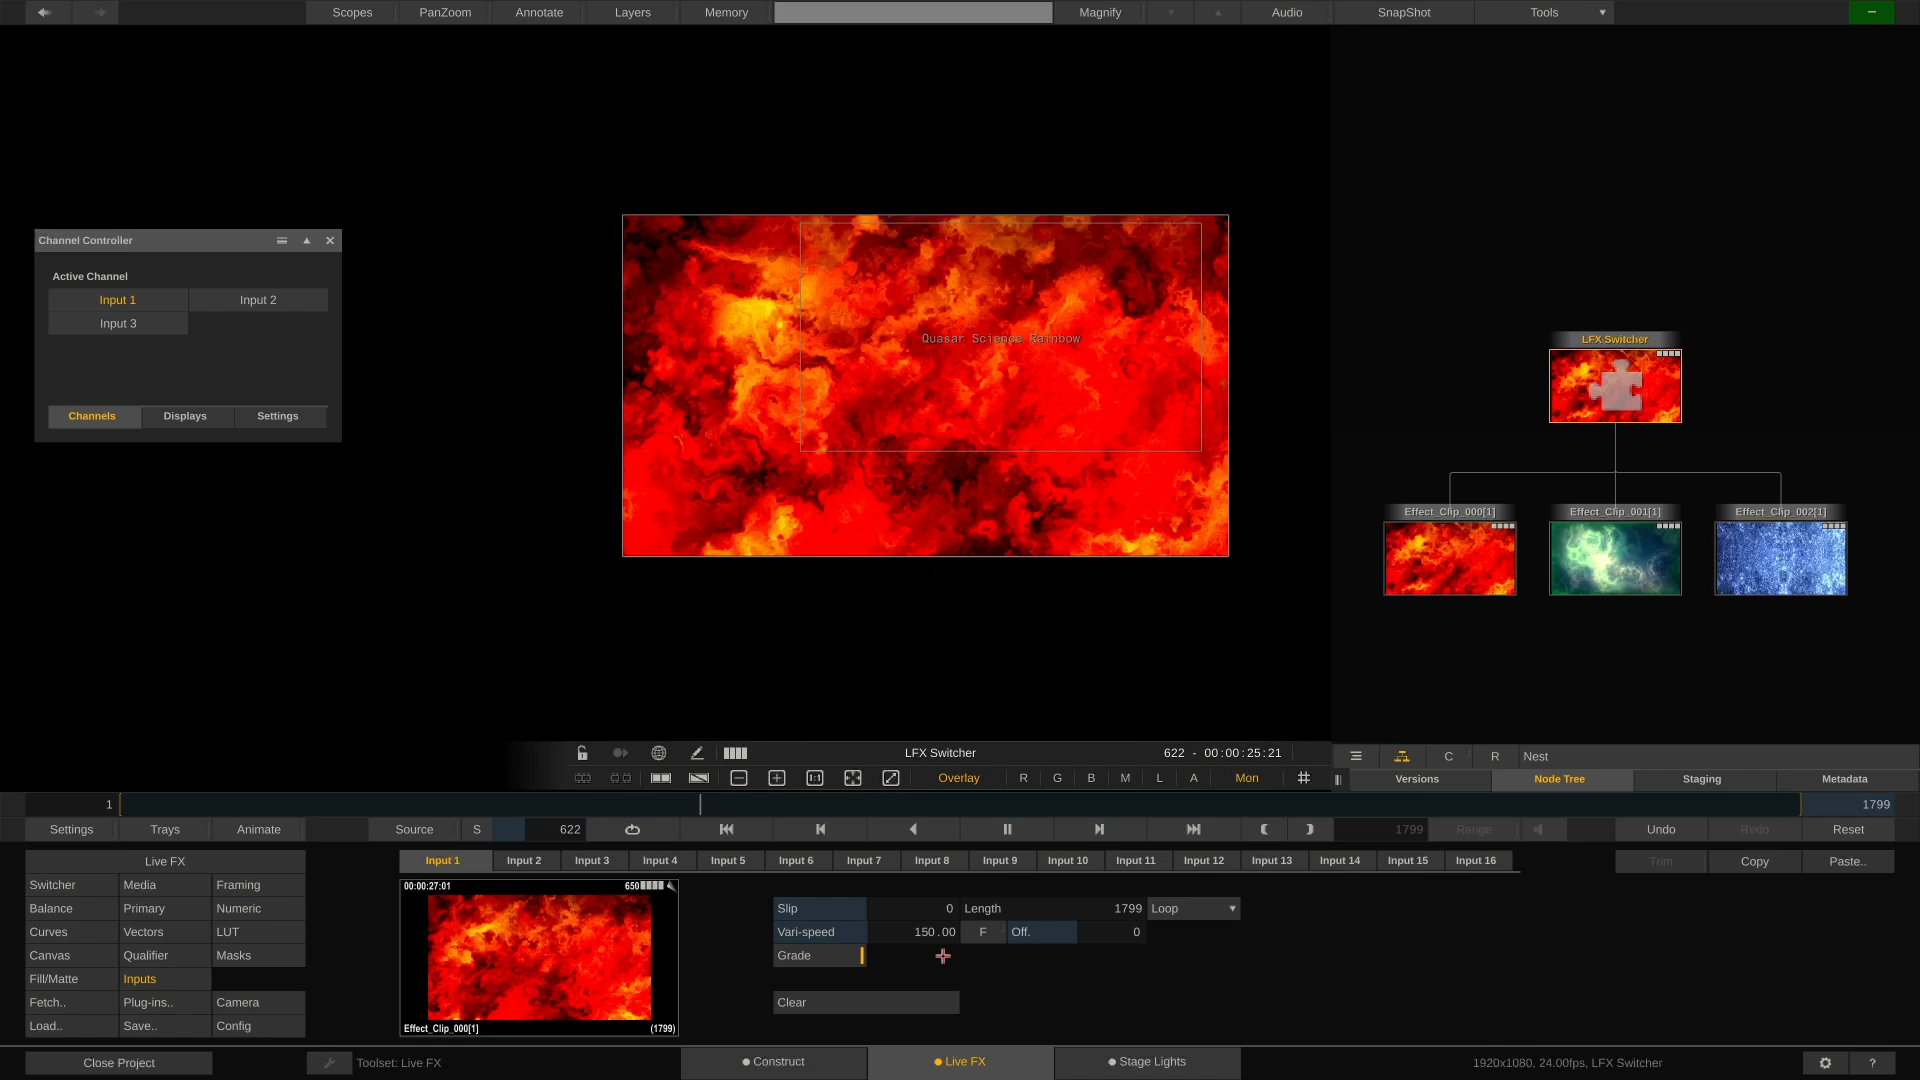 Scopes PanZoom Annotate Layers Memory Magnify Audio SnapShot Tools
Channel Controller
Active Channel
Input 1 Input 2
Input 3
Channels Displays Settings
Quasar Science Rainbow
LFX Switcher
Effect_Clip_000[1] Effect_Clip_001[1] Effect_Clip_002[1]
LFX Switcher 622 - 00:00:25:21
C R Nest
1:1 Overlay R G B M L A Mon
Versions Node Tree Staging Metadata
1 1799
Settings Trays Animate Source S 622 1799 Range Undo Redo Reset
Live FX
Input 1 Input 2 Input 3 Input 4 Input 5 Input 6 Input 7 Input 8 Input 9 Input 10 Input 11 Input 12 Input 13 Input 14 Input 15 Input 16
Trim Copy Paste..
Switcher Media Framing
00:00:27:01 650
Balance Primary Numeric
Slip 0 Length 1799 Loop
Curves Vectors LUT
Vari-speed 150.00 F Off. 0
Canvas Qualifier Masks
Grade
Fill/Matte Inputs
Fetch.. Plug-ins.. Camera
Clear
Load.. Save.. Config
Effect_Clip_000[1] (1799)
Close Project Toolset: Live FX Construct Live FX Stage Lights 1920x1080, 24.00fps, LFX Switcher ?